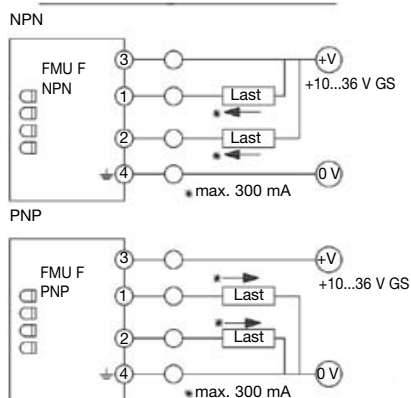 NPN
FMU F
NPN
3
+V
+10...36 V GS
1
Last
*
2
Last
*
4
0 V
* max. 300 mA
PNP
FMU F
PNP
3
+V
+10...36 V GS
*
1
Last
*
2
Last
4
0 V
* max. 300 mA